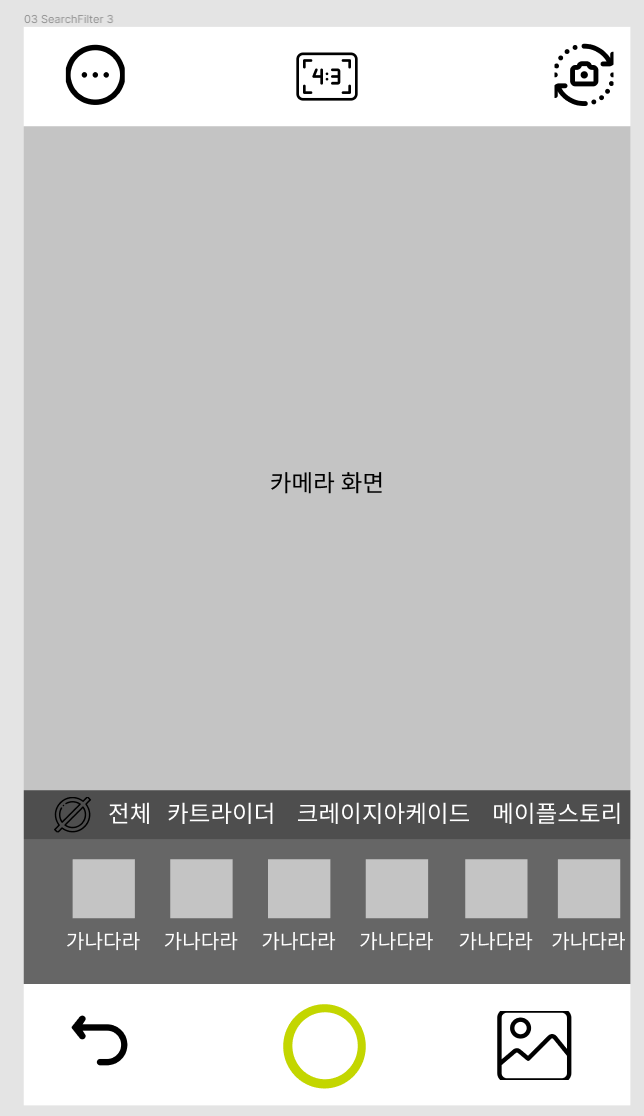 03 SearchFilter 3
4:3
카메라 화면
전체 카트라이더 크레이지아케이드 메이플스토리
가나다라 가나다라 가나다라 가나다라 가나다라 가나다라